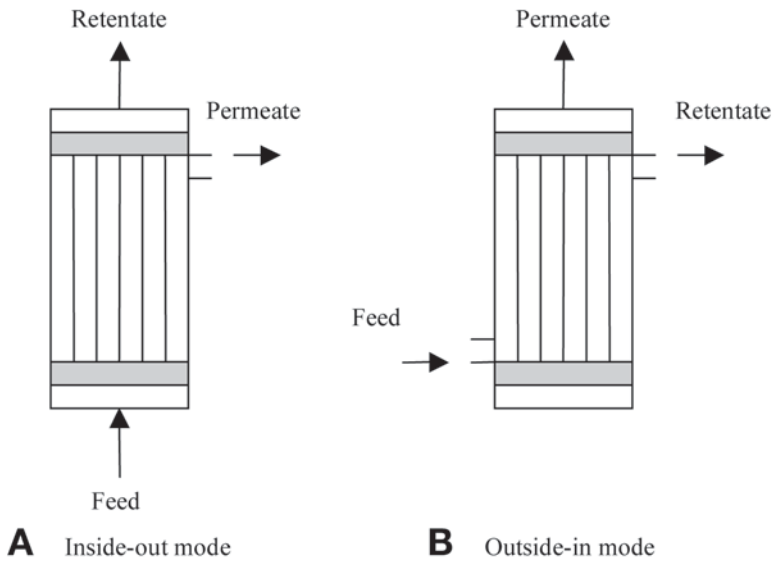 Retentate
Permeate
Feed
A Inside-out mode
Permeate
Retentate
Feed
B Outside-in mode